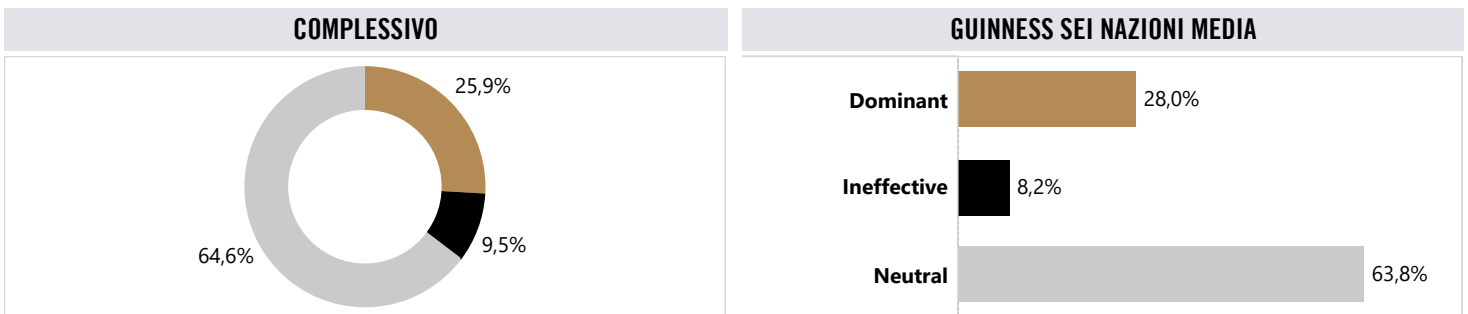 COMPLESSIVO
25,9%
9,5%
64,6%
GUINNESS SEI NAZIONI MEDIA
Dominant 28,0%
Ineffective 8,2%
Neutral 63,8%